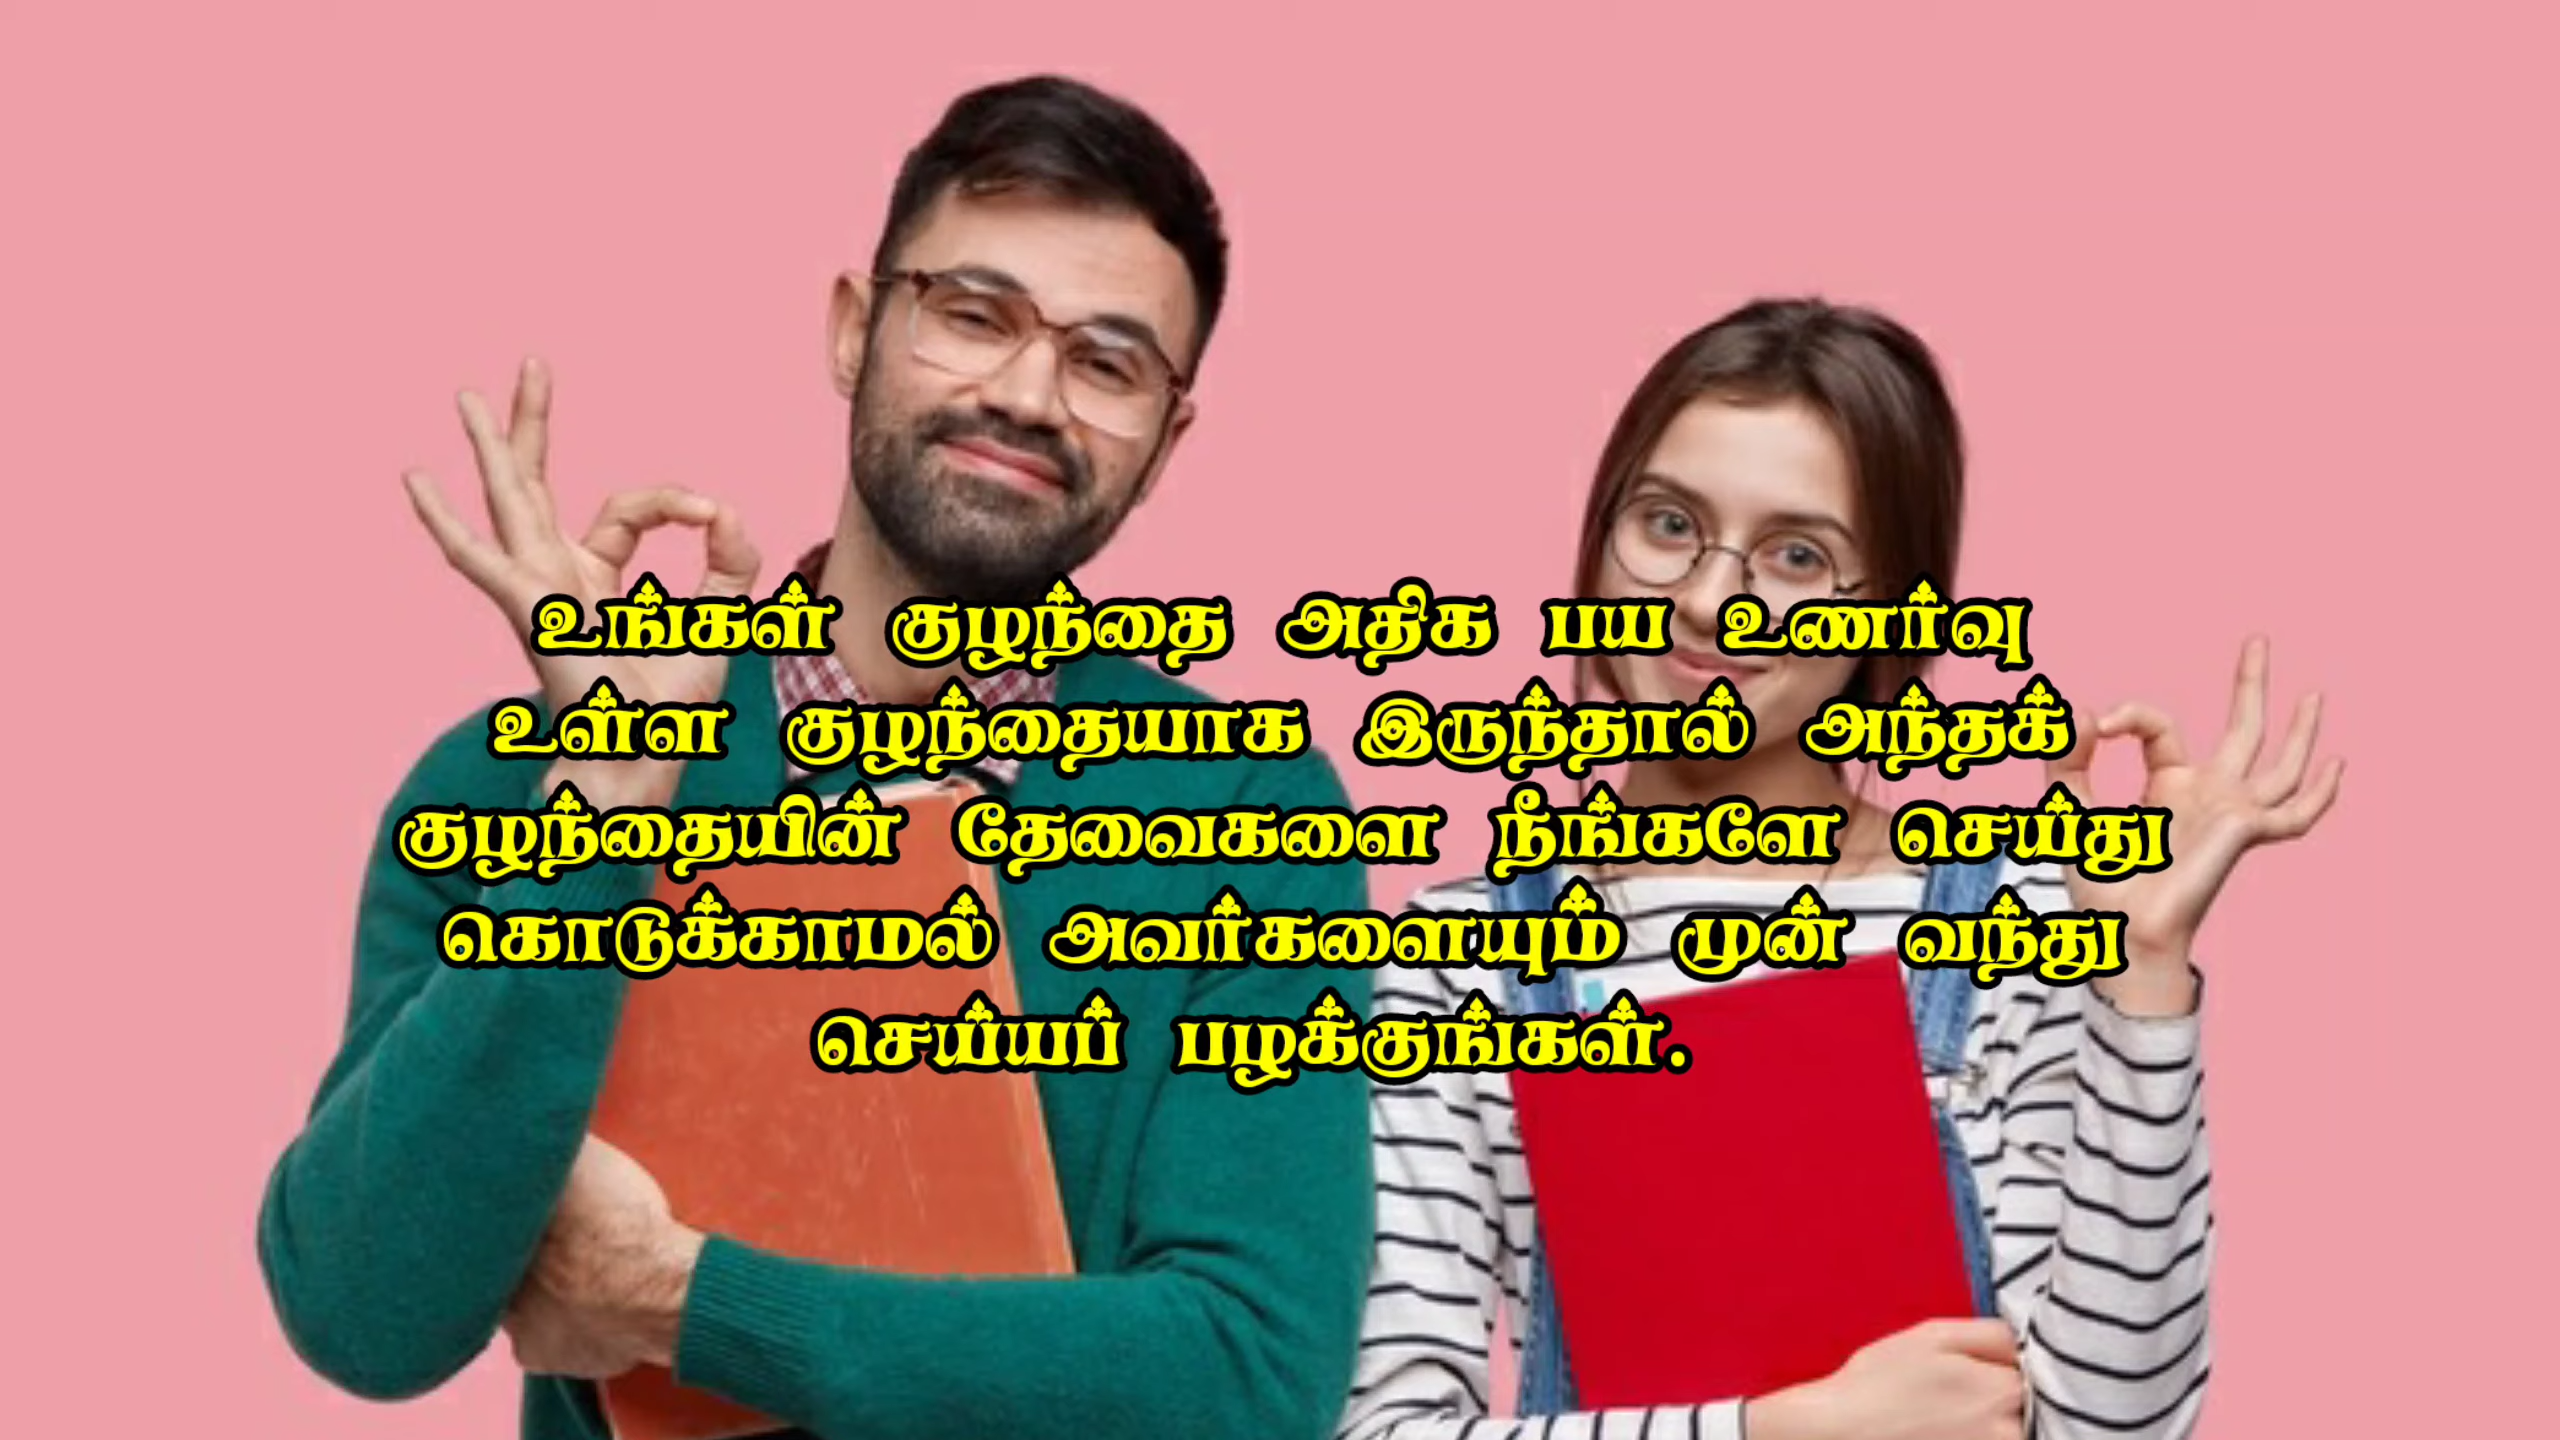 உங்கள் குழந்தை அதிக பய உணர்வு
உள்ள குழந்தையாக இருந்தால் அந்தக்
குழந்தையின் தேவைகளை நீங்களே செய்து
கொடுக்காமல் அவர்களையும் முன் வந்து
செய்யப் பழக்குங்கள்.